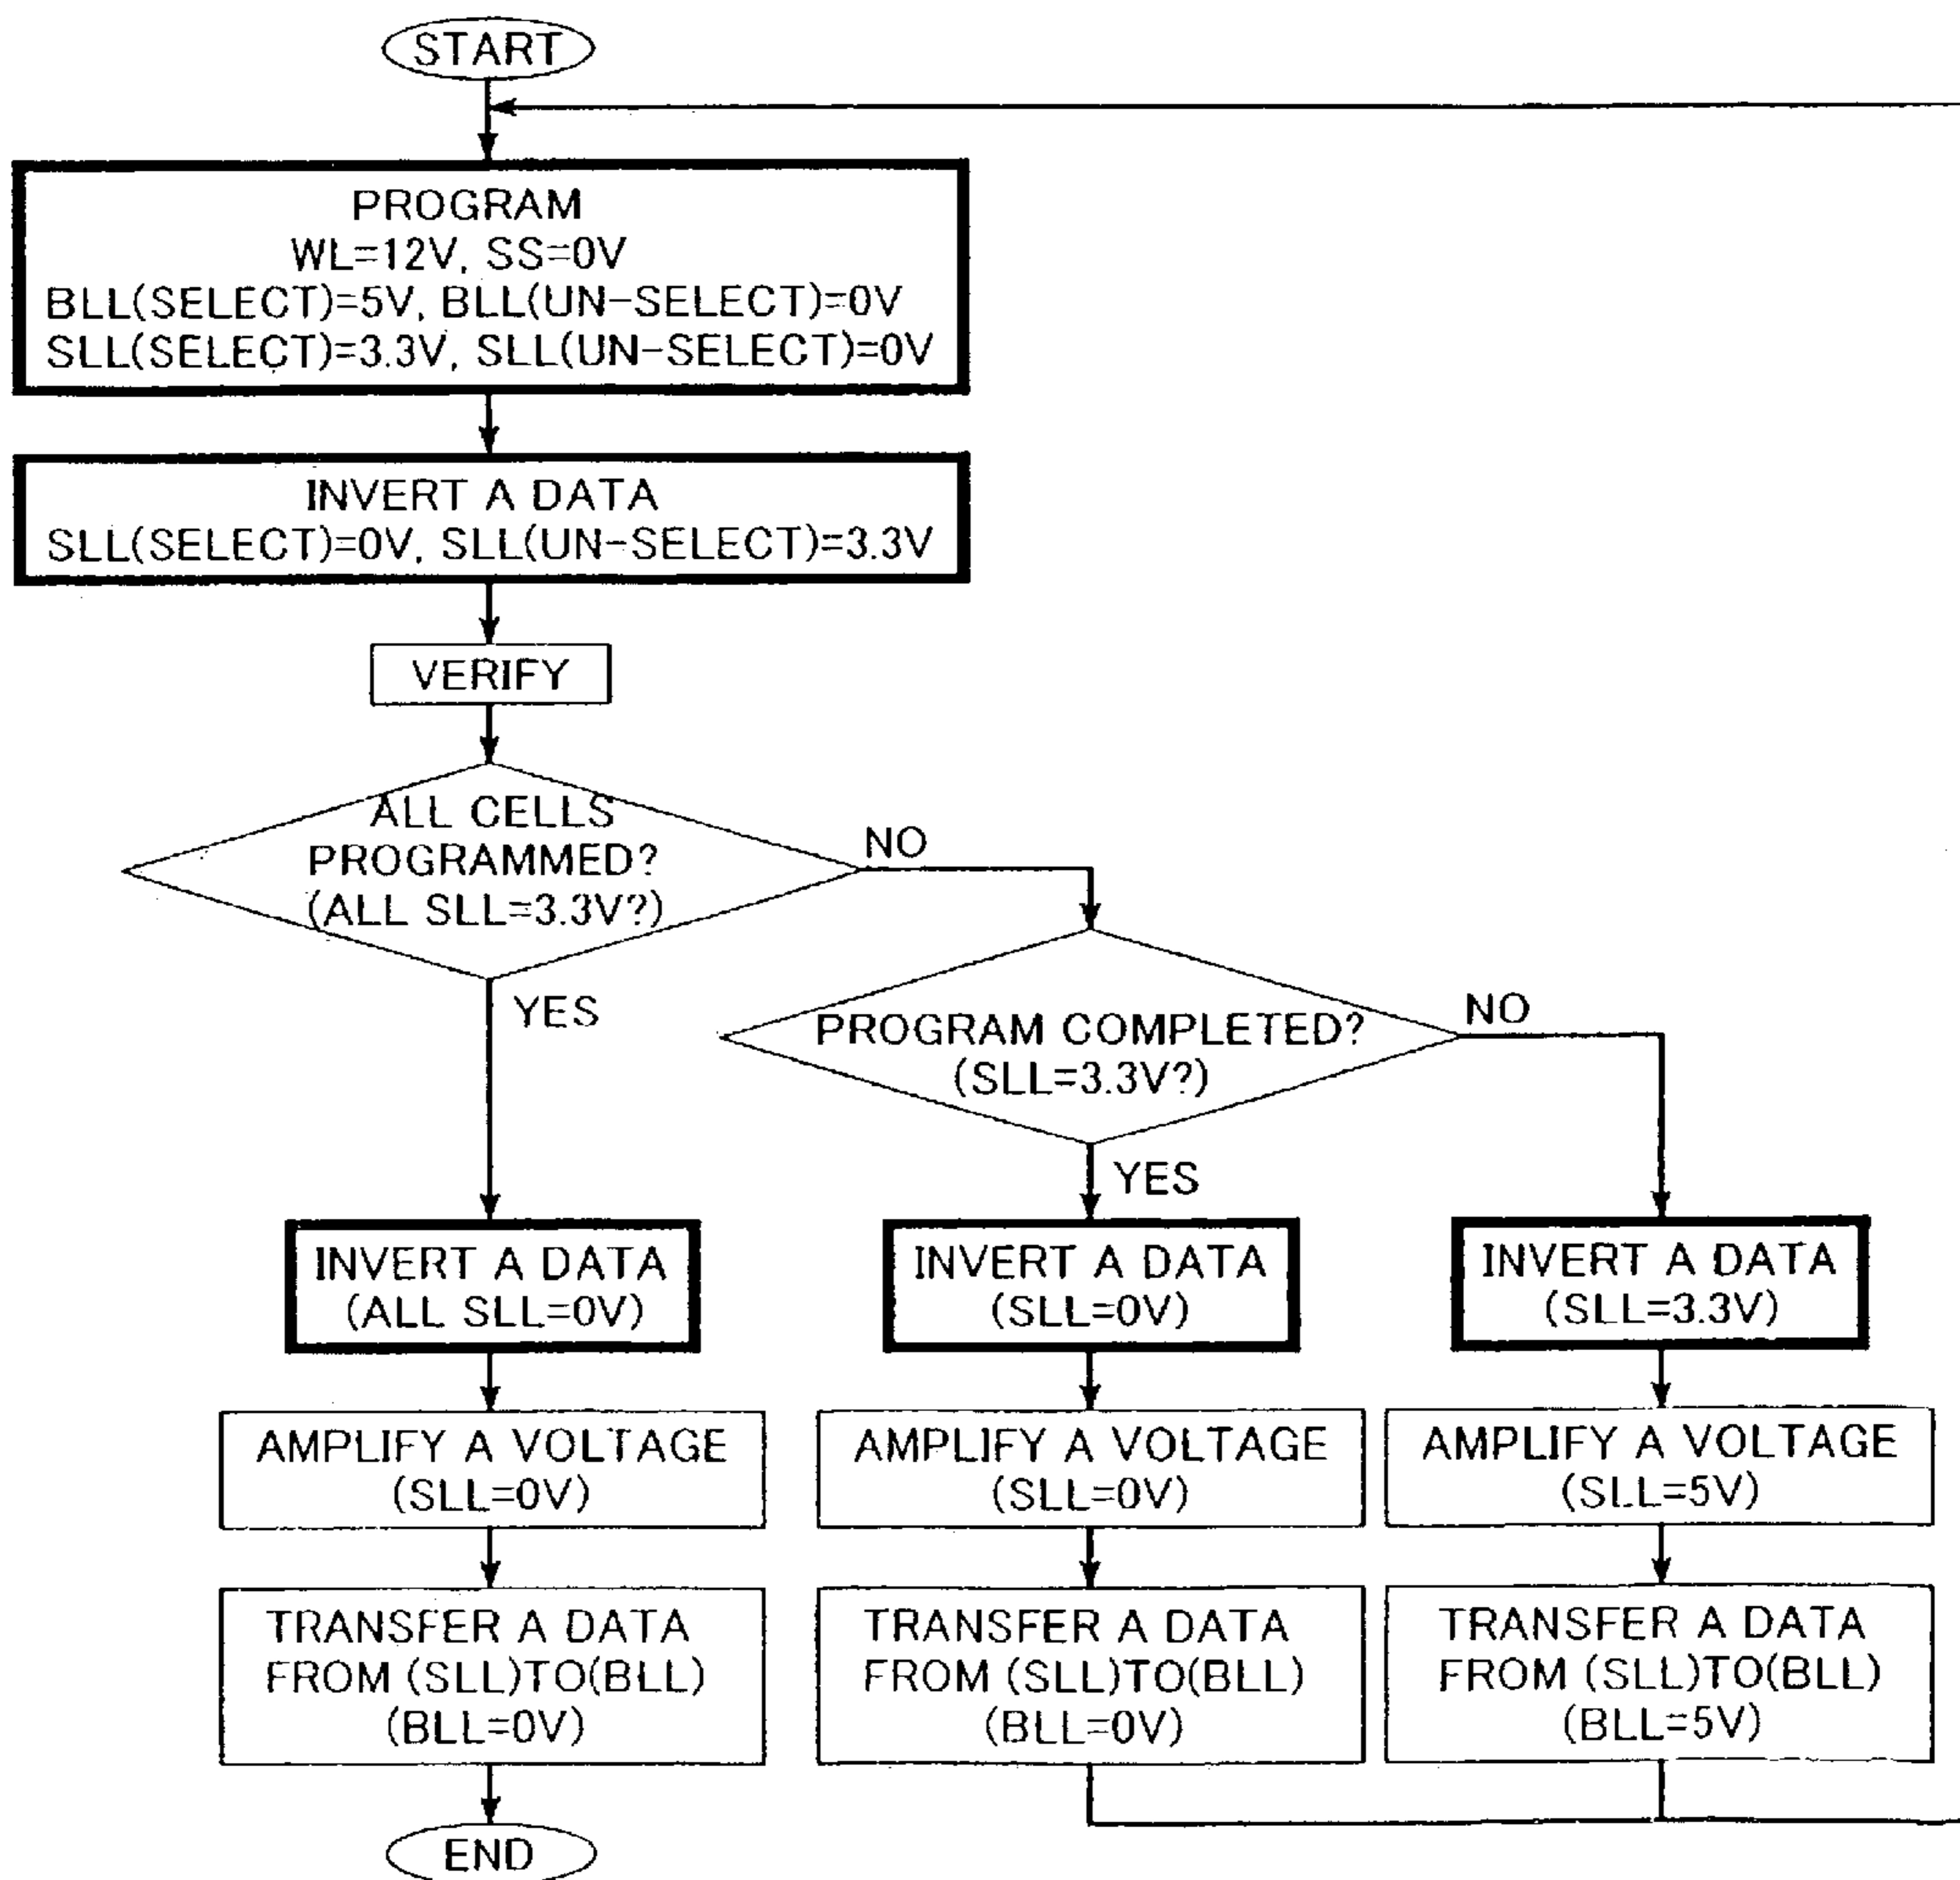 START
PROGRAM
WL=12V, SS=0V
BLL(SELECT)=5V, BLL(UN-SELECT)=0V
SLL(SELECT)=3.3V, SLL(UN-SELECT)=0V
INVERT A DATA
SLL(SELECT)=0V, SLL(UN-SELECT)=3.3V
VERIFY
ALL CELLS
PROGRAMMED?
(ALL SLL=3.3V?)
NO
YES
PROGRAM COMPLETED?
(SLL=3.3V?)
NO
YES
INVERT A DATA
(ALL SLL=0V)
INVERT A DATA
(SLL=0V)
INVERT A DATA
(SLL=3.3V)
AMPLIFY A VOLTAGE
(SLL=0V)
AMPLIFY A VOLTAGE
(SLL=0V)
AMPLIFY A VOLTAGE
(SLL=5V)
TRANSFER A DATA
FROM (SLL)TO(BLL)
(BLL=0V)
TRANSFER A DATA
FROM (SLL)TO(BLL)
(BLL=0V)
TRANSFER A DATA
FROM (SLL)TO(BLL)
(BLL=5V)
END